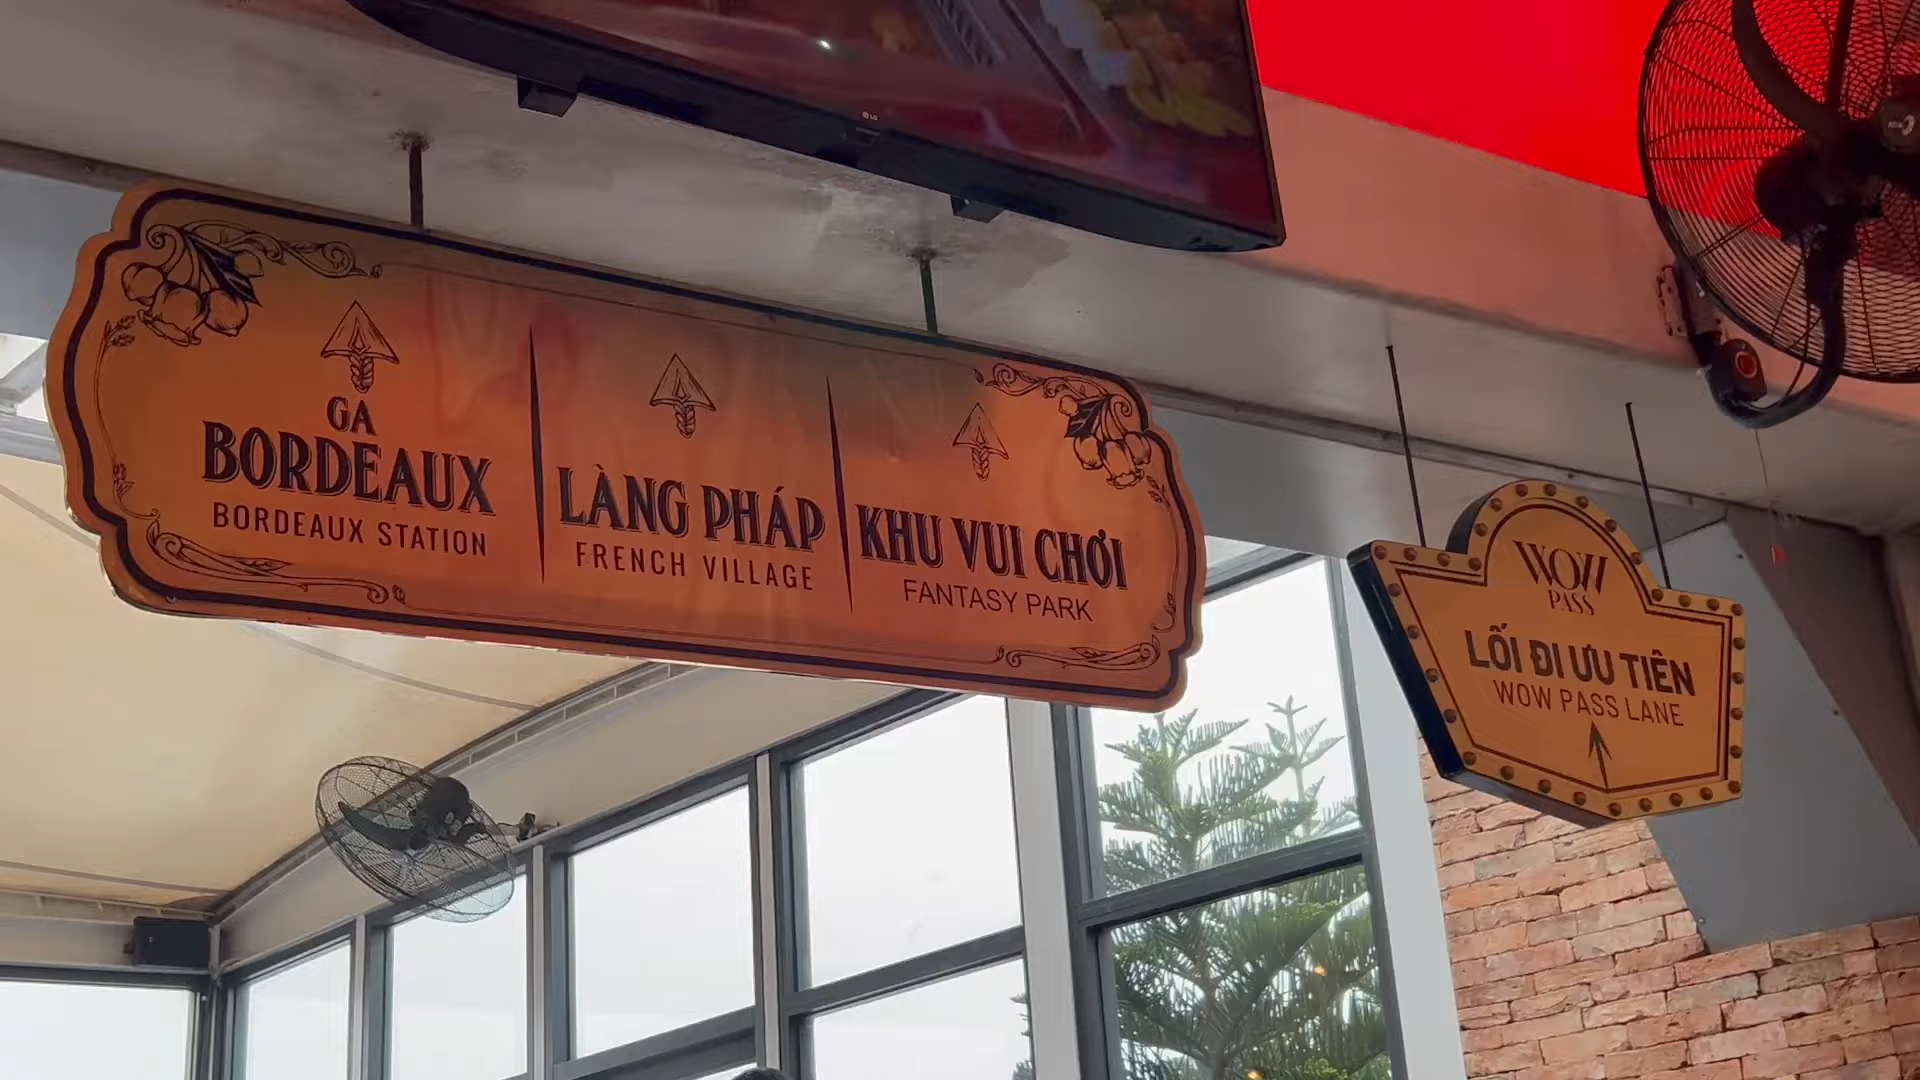 LG
GA
BORDEAUX
BORDEAUX STATION
LÀNG PHÁP
FRENCH VILLAGE
KHU VUI CHƠI
FANTASY PARK
WOW
PASS
LỐI ĐI ƯU TIÊN
WOW PASS LANE